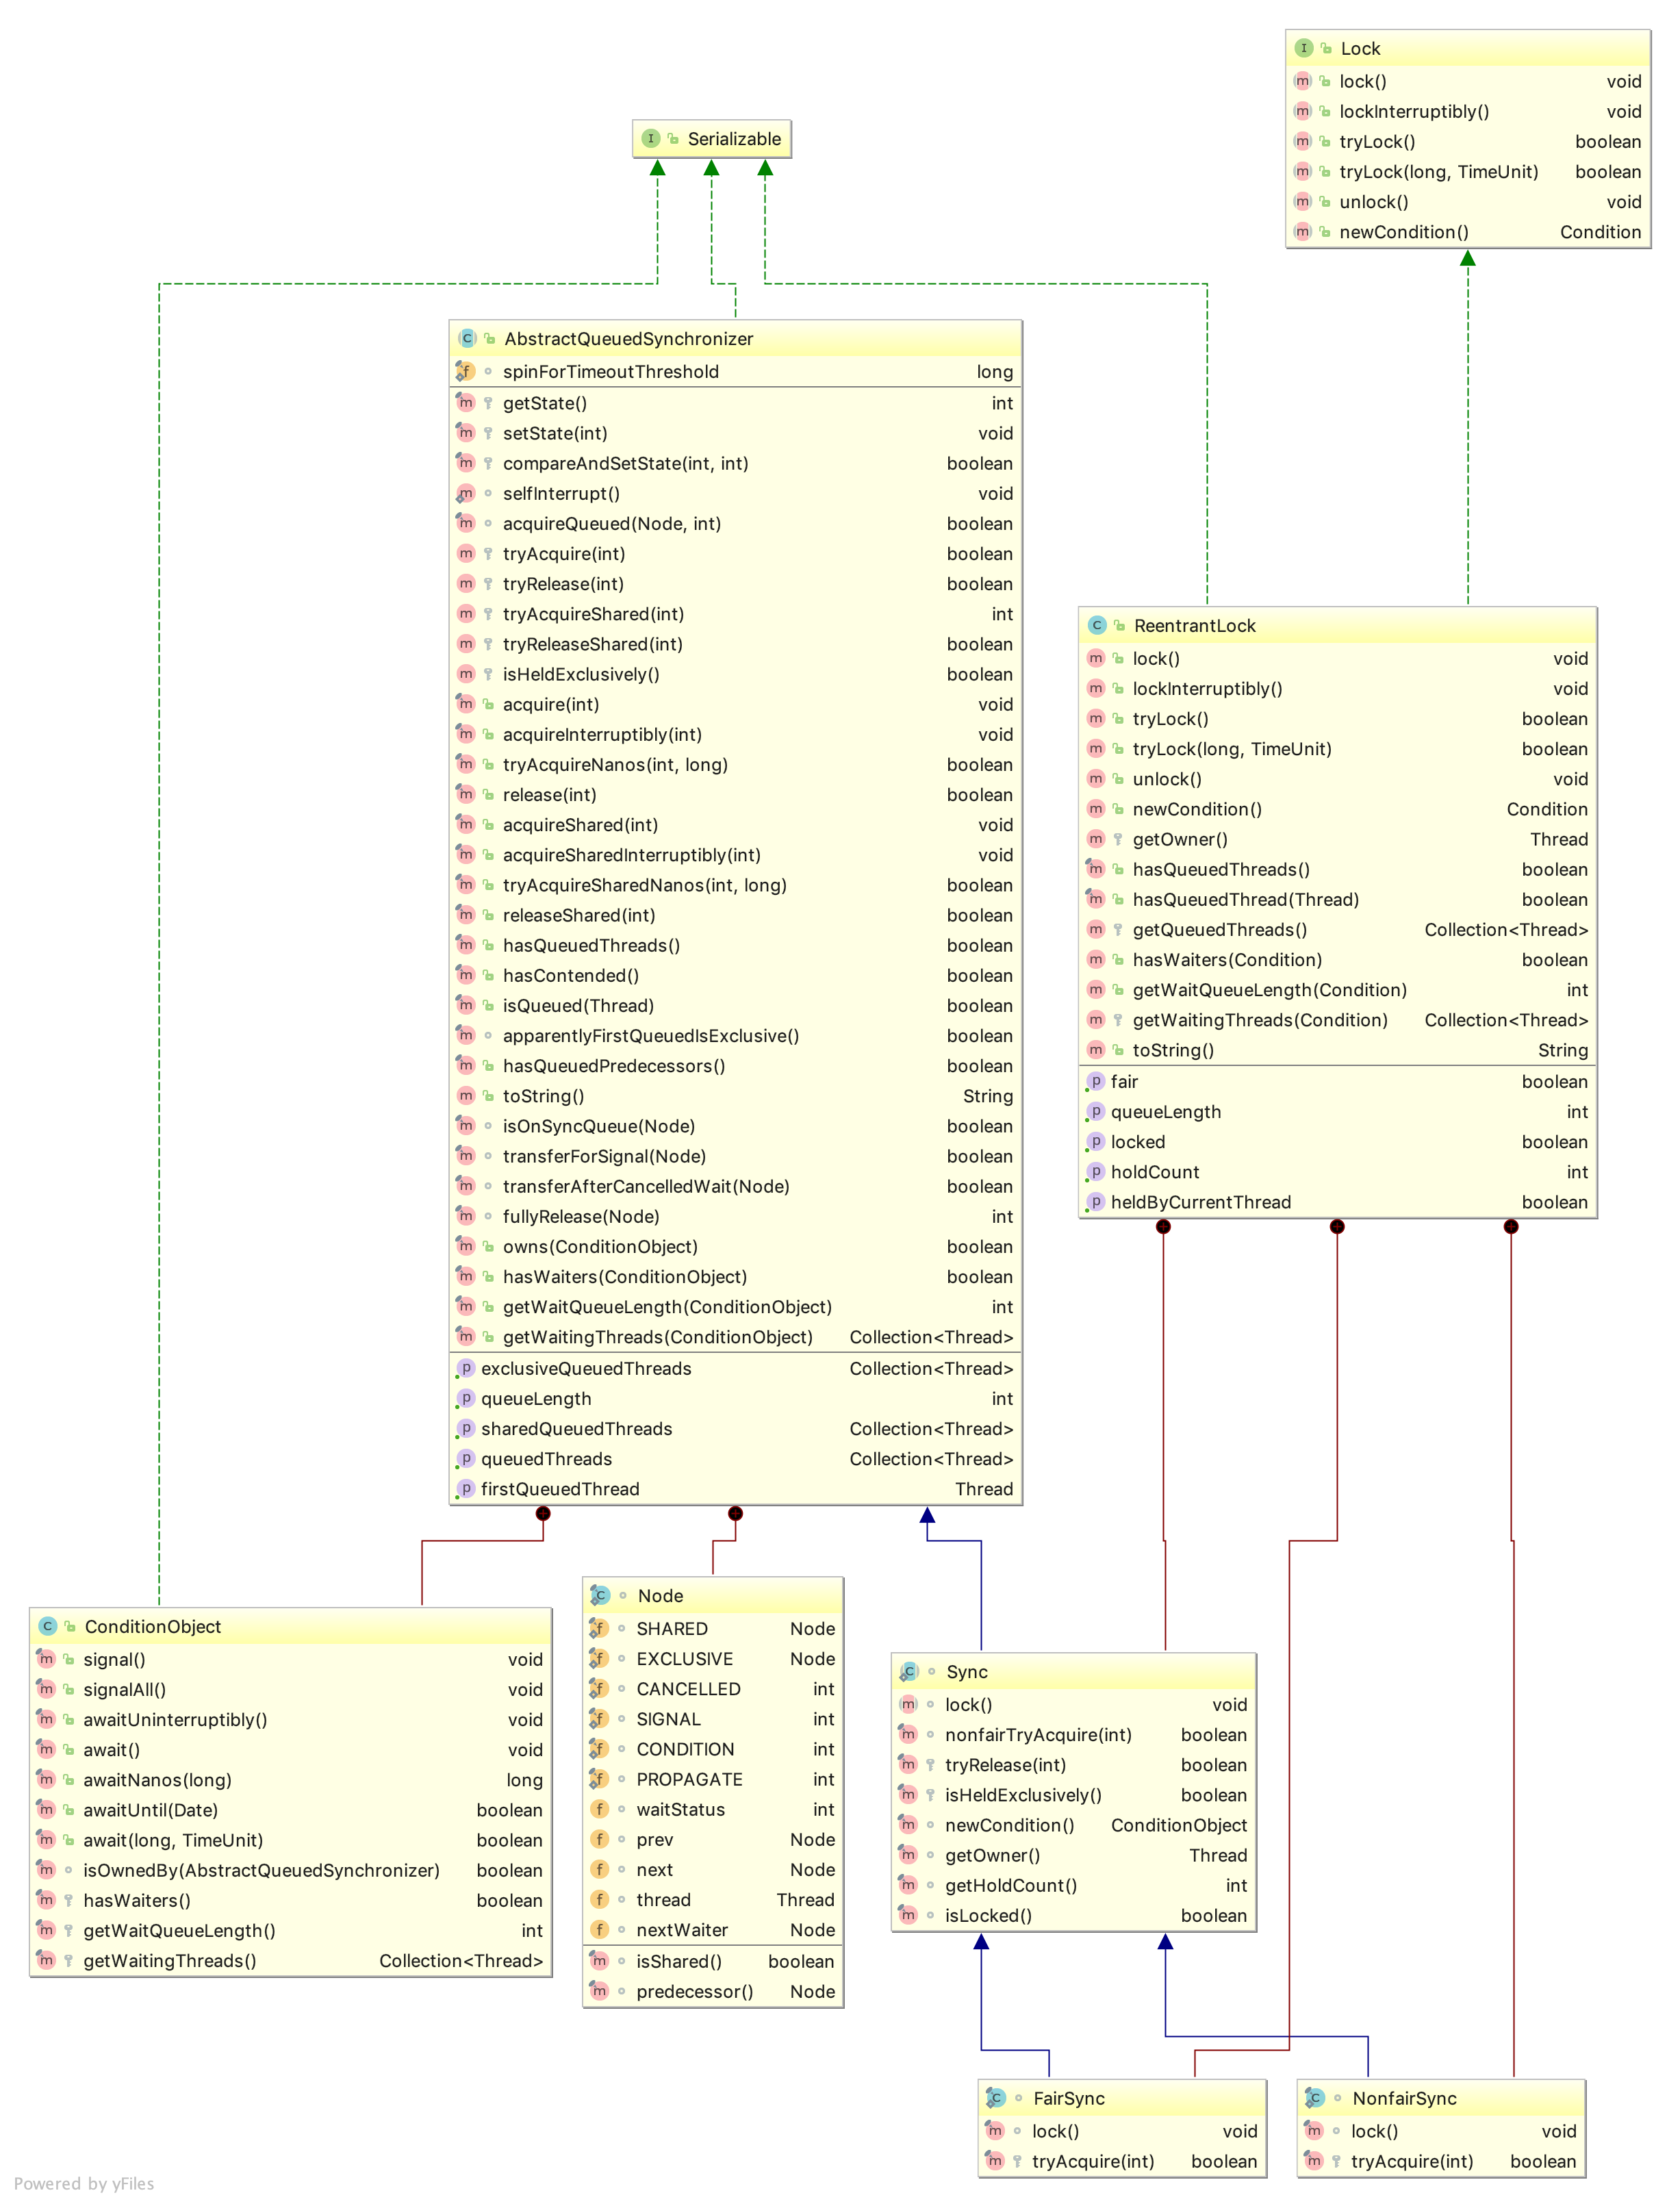 Lock
lock() void
lockInterruptibly() void
tryLock() boolean
tryLock(long, TimeUnit) boolean
unlock() void
newCondition() Condition
Serializable
AbstractQueuedSynchronizer
spinForTimeoutThreshold long
getState() int
setState(int) void
compareAndSetState(int, int) boolean
selfInterrupt() void
acquireQueued(Node, int) boolean
tryAcquire(int) boolean
tryRelease(int) boolean
tryAcquireShared(int) int
tryReleaseShared(int) boolean
isHeldExclusively() boolean
acquire(int) void
acquireInterruptibly(int) void
tryAcquireNanos(int, long) boolean
release(int) boolean
acquireShared(int) void
acquireSharedInterruptibly(int) void
tryAcquireSharedNanos(int, long) boolean
releaseShared(int) boolean
hasQueuedThreads() boolean
hasContended() boolean
isQueued(Thread) boolean
apparentlyFirstQueuedIsExclusive() boolean
hasQueuedPredecessors() boolean
toString() String
isOnSyncQueue(Node) boolean
transferForSignal(Node) boolean
transferAfterCancelledWait(Node) boolean
fullyRelease(Node) int
owns(ConditionObject) boolean
hasWaiters(ConditionObject) boolean
getWaitQueueLength(ConditionObject) int
getWaitingThreads(ConditionObject) Collection<Thread>
exclusiveQueuedThreads Collection<Thread>
queueLength int
sharedQueuedThreads Collection<Thread>
queuedThreads Collection<Thread>
firstQueuedThread Thread
ReentrantLock
lock() void
lockInterruptibly() void
tryLock() boolean
tryLock(long, TimeUnit) boolean
unlock() void
newCondition() Condition
getOwner() Thread
hasQueuedThreads() boolean
hasQueuedThread(Thread) boolean
getQueuedThreads() Collection<Thread>
hasWaiters(Condition) boolean
getWaitQueueLength(Condition) int
getWaitingThreads(Condition) Collection<Thread>
toString() String
fair boolean
queueLength int
locked boolean
holdCount int
heldByCurrentThread boolean
ConditionObject
signal() void
signalAll() void
awaitUninterruptibly() void
await() void
awaitNanos(long) long
awaitUntil(Date) boolean
await(long, TimeUnit) boolean
isOwnedBy(AbstractQueuedSynchronizer) boolean
hasWaiters() boolean
getWaitQueueLength() int
getWaitingThreads() Collection<Thread>
Node
SHARED Node
EXCLUSIVE Node
CANCELLED int
SIGNAL int
CONDITION int
PROPAGATE int
waitStatus int
prev Node
next Node
thread Thread
nextWaiter Node
isShared() boolean
predecessor() Node
Sync
lock() void
nonfairTryAcquire(int) boolean
tryRelease(int) boolean
isHeldExclusively() boolean
newCondition() ConditionObject
getOwner() Thread
getHoldCount() int
isLocked() boolean
FairSync
lock() void
tryAcquire(int) boolean
NonfairSync
lock() void
tryAcquire(int) boolean
Powered by yFiles